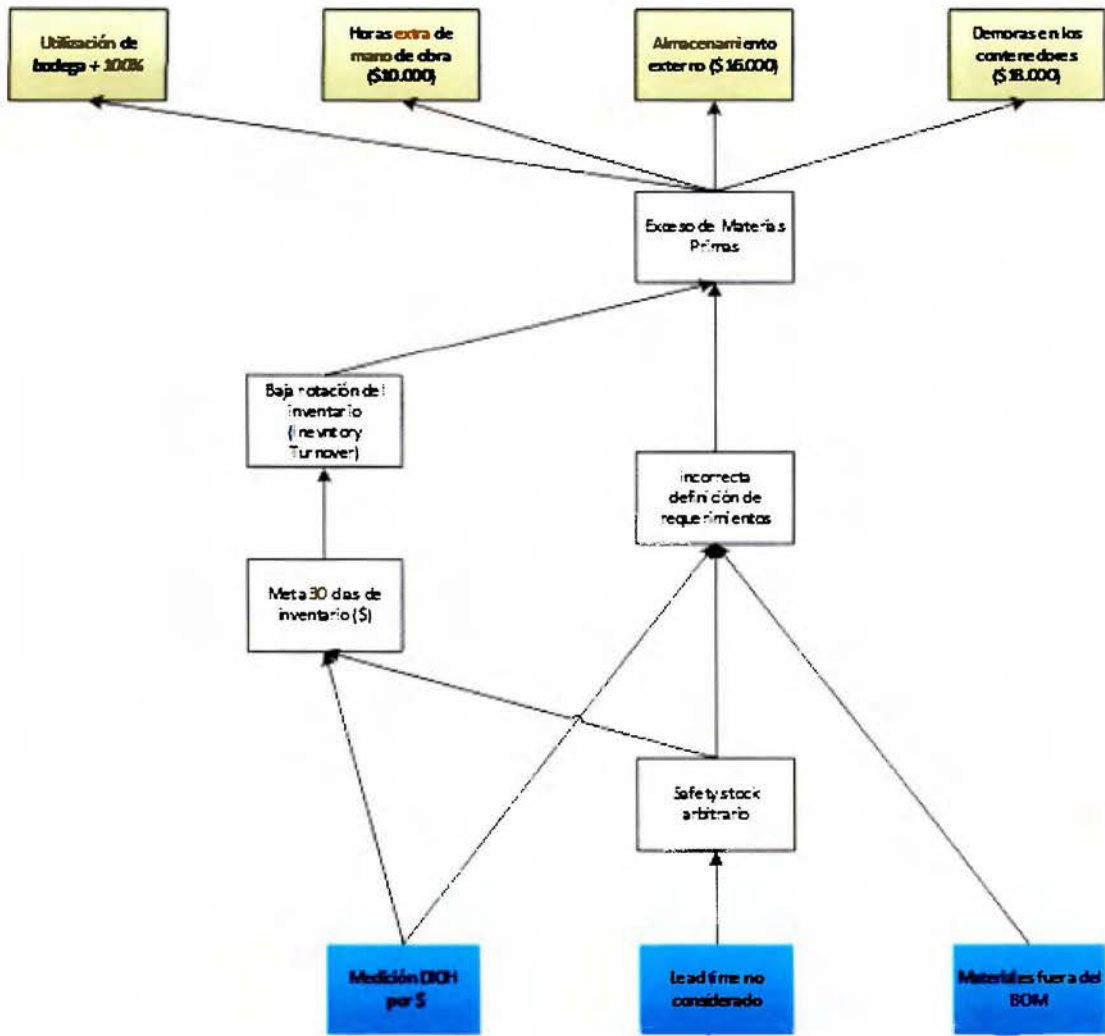 Utilización de
bodega + 100%
Horas extra de
mano de obra
($10.000)
Almacenamiento
externo ($16.000)
Demoras en los
contenedores
($18.000)
Exceso de Materias
Primas
Baja rotación del
inventario
(Inevntory
Turnover)
Incorrecta
definición de
requerimientos
Meta 30 dias de
inventario ($)
Safety stock
arbitrario
Medición DIOH
por $
Lead time no
considerado
Materiales fuera del
BOM